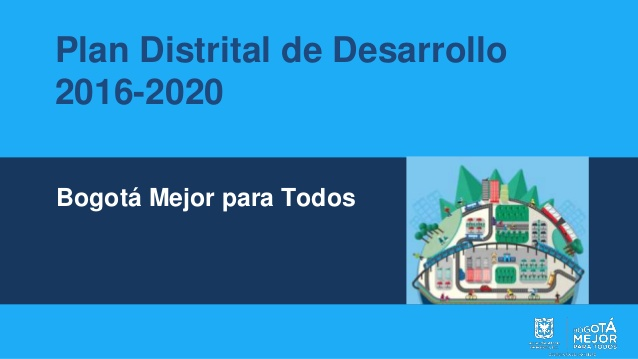 Plan Distrital de Desarrollo
2016-2020
Bogotá Mejor para Todos
BOGOTÁ
MEJOR
PARA TODOS